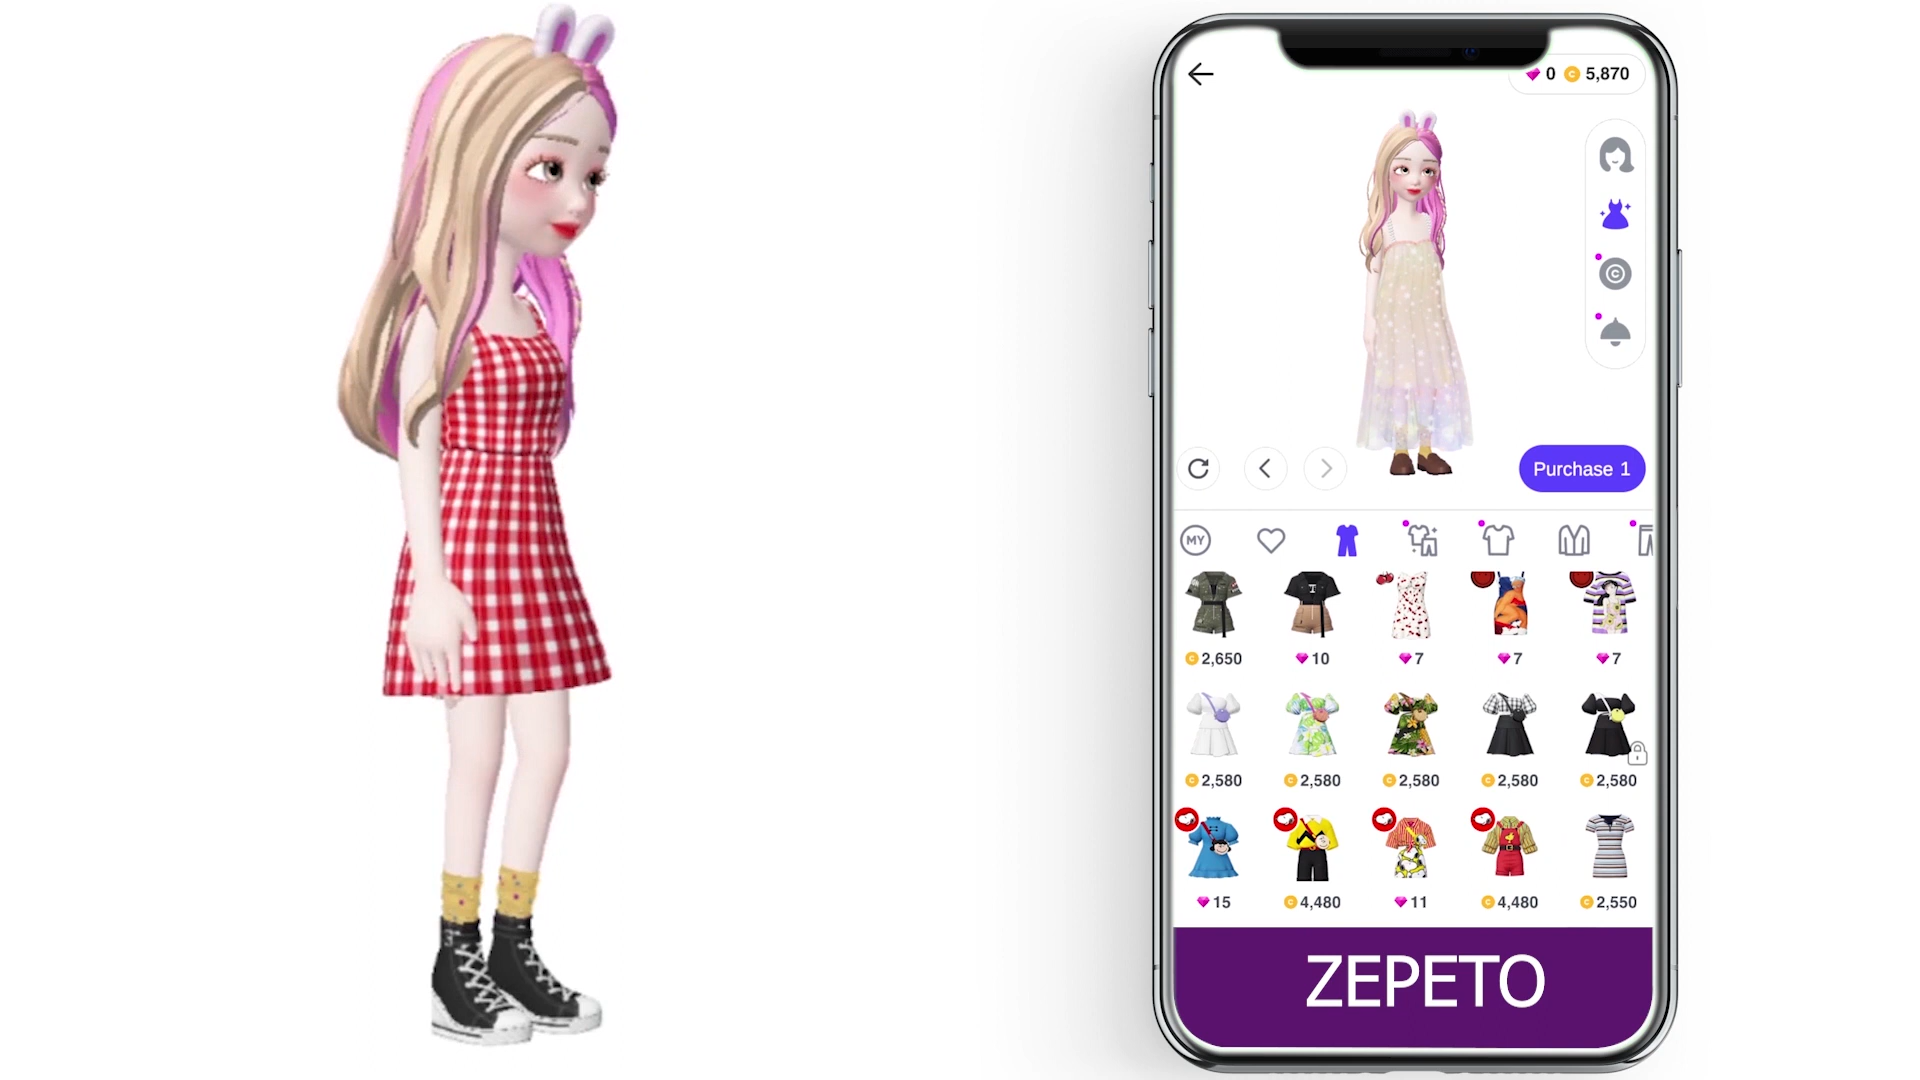 0 C 5,870
C
Purchase 1
MY
C 2,650 10 7 7 7
C 2,580 C 2,580 C 2,580 C 2,580 C 2,580
15 C 4,480 11 C 4,480 C 2,550
ZEPETO